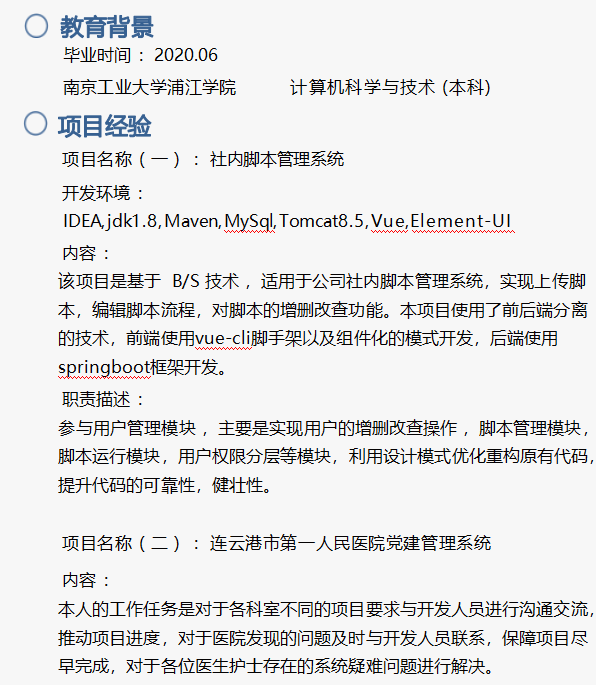 教育背景
毕业时间 : 2020.06
南京工业大学浦江学院 计算机科学与技术 (本科)
项目经验
项目名称（一）: 社内脚本管理系统
开发环境 :
IDEA,jdk1.8,Maven,MySql,Tomcat8.5,Vue,Element-UI
内容 :
该项目是基于 B/S 技术 ，适用于公司社内脚本管理系统，实现上传脚
本，编辑脚本流程，对脚本的增删改查功能。本项目使用了前后端分离
的技术，前端使用vue-cli脚手架以及组件化的模式开发，后端使用
springboot框架开发。
职责描述 :
参与用户管理模块 ，主要是实现用户的增删改查操作 ，脚本管理模块，
脚本运行模块，用户权限分层等模块，利用设计模式优化重构原有代码，
提升代码的可靠性，健壮性。
项目名称（二）: 连云港市第一人民医院党建管理系统
内容 :
本人的工作任务是对于各科室不同的项目要求与开发人员进行沟通交流，
推动项目进度，对于医院发现的问题及时与开发人员联系，保障项目尽
早完成，对于各位医生护士存在的系统疑难问题进行解决。